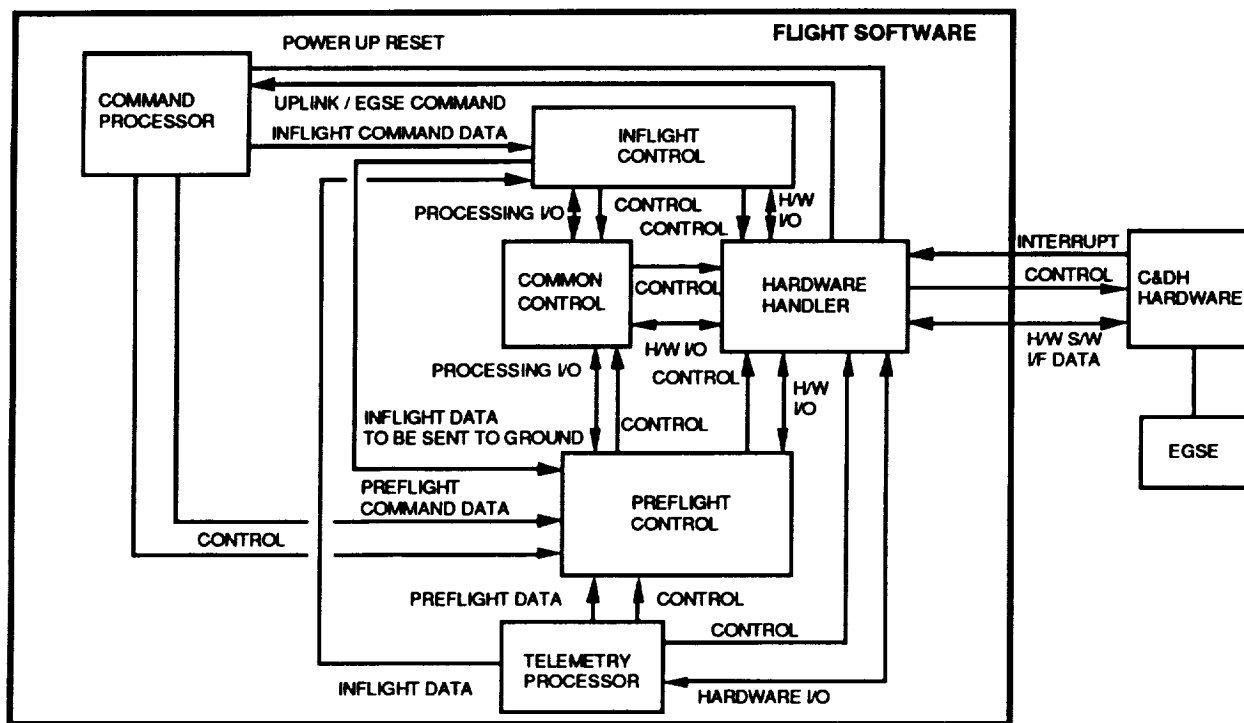 FLIGHT SOFTWARE
POWER UP RESET
COMMAND
PROCESSOR
UPLINK / EGSE COMMAND
INFLIGHT COMMAND DATA
INFLIGHT
CONTROL
PROCESSING I/O
CONTROL
CONTROL
H/W
I/O
COMMON
CONTROL
CONTROL
HARDWARE
HANDLER
INTERRUPT
CONTROL
C&DH
HARDWARE
H/W I/O
H/W S/W
I/F DATA
PROCESSING I/O
CONTROL
H/W
I/O
INFLIGHT DATA
TO BE SENT TO GROUND
CONTROL
EGSE
PREFLIGHT
COMMAND DATA
PREFLIGHT
CONTROL
CONTROL
PREFLIGHT DATA
CONTROL
CONTROL
TELEMETRY
PROCESSOR
INFLIGHT DATA
HARDWARE I/O